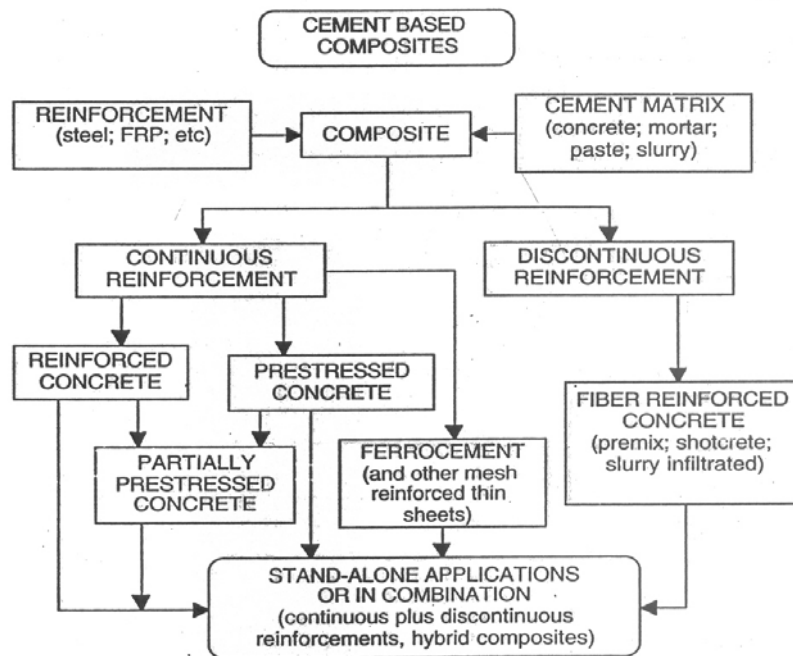 CEMENT BASED
COMPOSITES
REINFORCEMENT
(steel; FRP; etc)
COMPOSITE
CEMENT MATRIX
(concrete; mortar;
paste; slurry)
CONTINUOUS
REINFORCEMENT
DISCONTINUOUS
REINFORCEMENT
REINFORCED
CONCRETE
PRESTRESSED
CONCRETE
PARTIALLY
PRESTRESSED
CONCRETE
FERROCEMENT
(and other mesh
reinforced thin
sheets)
FIBER REINFORCED
CONCRETE
(premix; shotcrete;
slurry infiltrated)
STAND-ALONE APPLICATIONS
OR IN COMBINATION
(continuous plus discontinuous
reinforcements, hybrid composites)